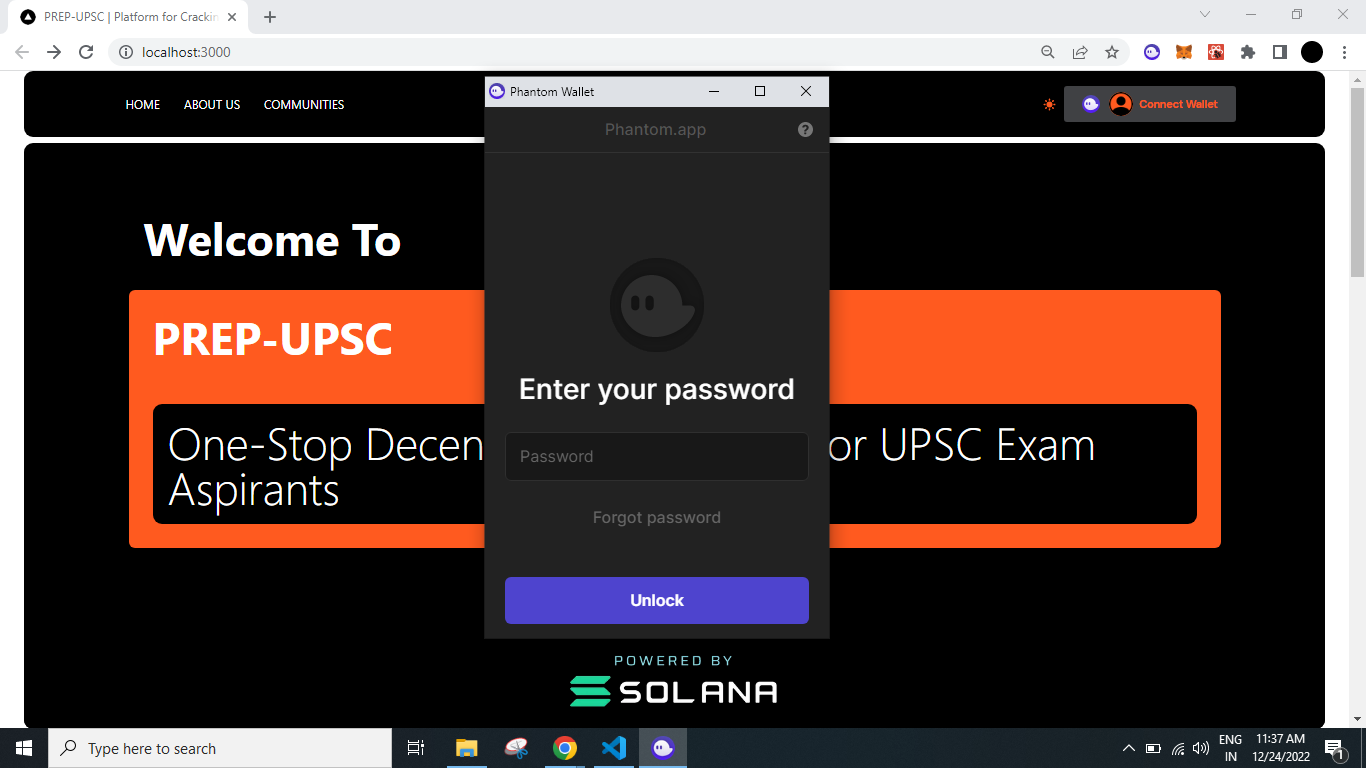 PREP-UPSC | Platform for Crackin
localhost:3000
Phantom Wallet
HOME ABOUT US COMMUNITIES
Connect Wallet
Phantom.app
Welcome To
PREP-UPSC
Enter your password
One-Stop Decen
or UPSC Exam
Aspirants
Password
Forgot password
Unlock
POWERED BY
SOLANA
Type here to search
ENG
IN
11:37 AM
12/24/2022
1